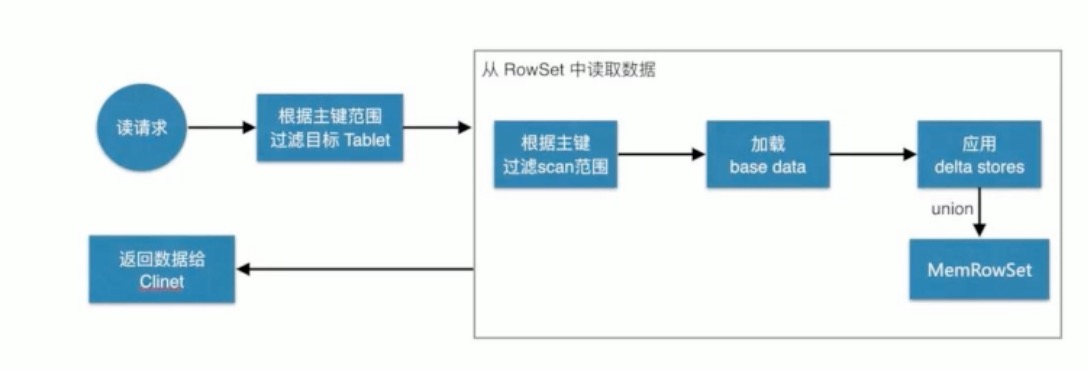 从 RowSet 中读取数据
读请求
根据主键范围
过滤目标 Tablet
根据主键
过滤scan范围
加载
base data
应用
delta stores
union
MemRowSet
返回数据给
Clinet